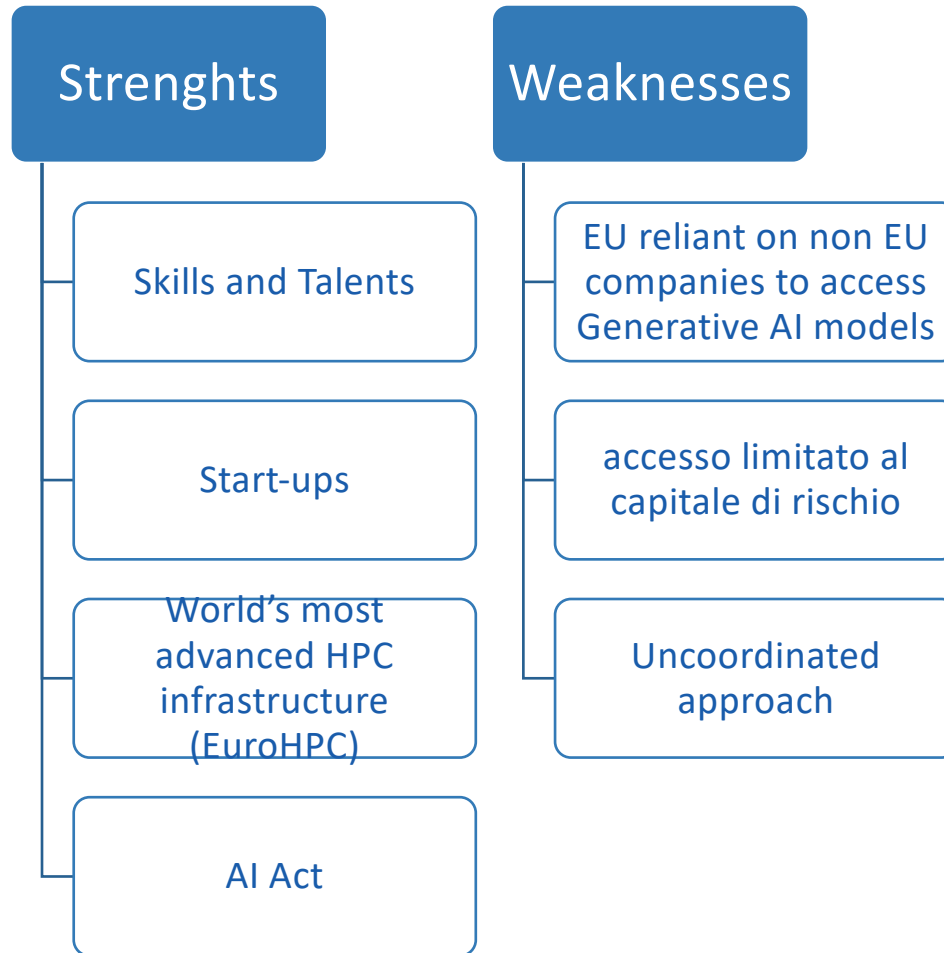 Strenghts
Skills and Talents
Start-ups
World’s most
advanced HPC
infrastructure
(EuroHPC)
AI Act
Weaknesses
EU reliant on non EU
companies to access
Generative AI models
accesso limitato al
capitale di rischio
Uncoordinated
approach